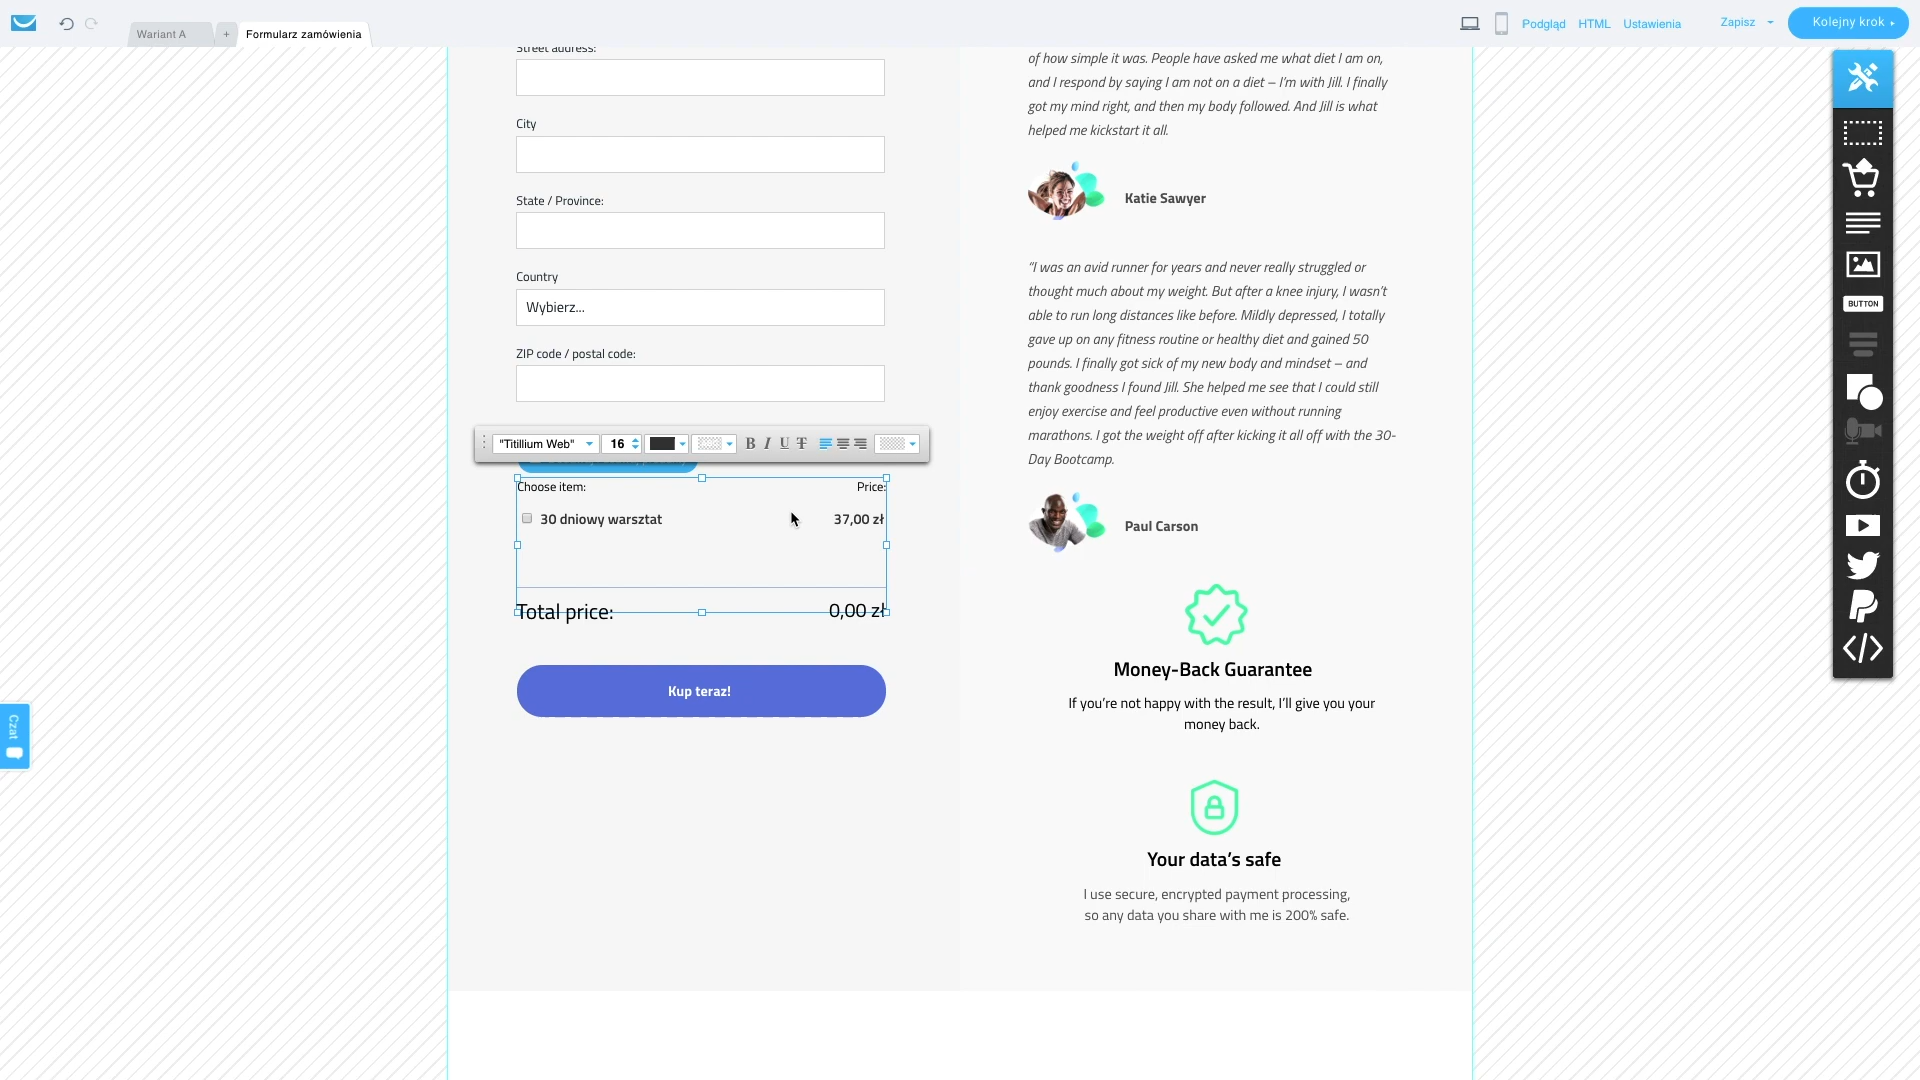 Wariant A
+
Formularz zamówienia
Podgląd
HTML
Ustawienia
Zapisz
Kolejny krok
Street address:
City
State / Province:
Country
Wybierz...
ZIP code / postal code:
"Titillium Web"
16
B I U T
Choose item:
Price:
30 dniowy warsztat
37,00 zł
Total price:
0,00 zł
Kup teraz!
of how simple it was. People have asked me what diet I am on,
and I respond by saying I am not on a diet – I’m with Jill. I finally
got my mind right, and then my body followed. And Jill is what
helped me kickstart it all.
Katie Sawyer
“I was an avid runner for years and never really struggled or
thought much about my weight. But after a knee injury, I wasn’t
able to run long distances like before. Mildly depressed, I totally
gave up on any fitness routine or healthy diet and gained 50
pounds. I finally got sick of my new body and mindset – and
thank goodness I found Jill. She helped me see that I could still
enjoy exercise and feel productive even without running
marathons. I got the weight off after kicking it all off with the 30-
Day Bootcamp.
Paul Carson
Money-Back Guarantee
If you’re not happy with the result, I’ll give you your
money back.
Your data’s safe
I use secure, encrypted payment processing,
so any data you share with me is 200% safe.
BUTTON
Czat